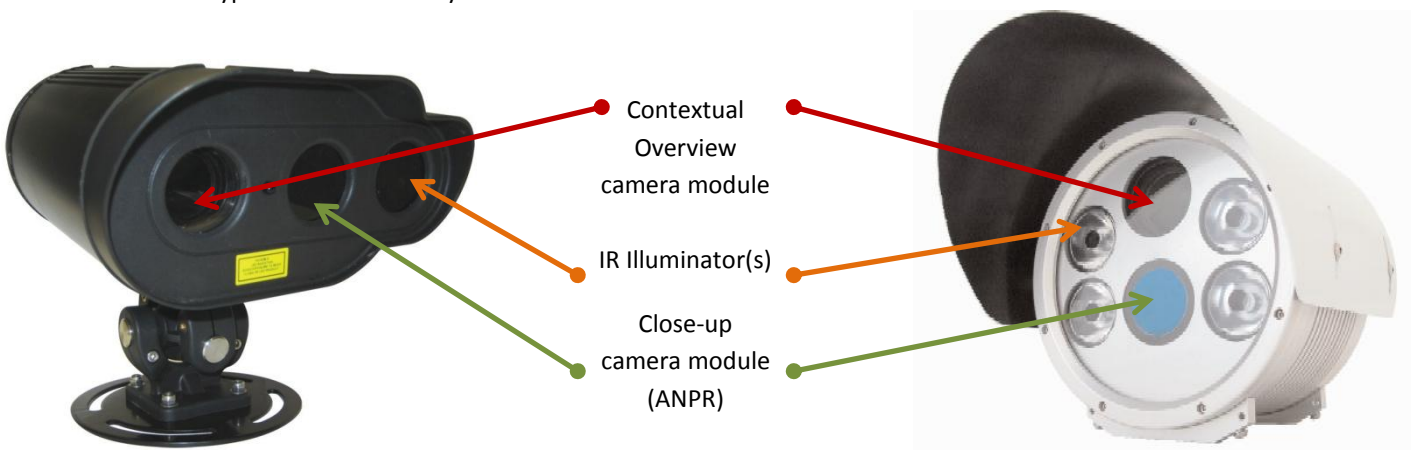 Contextual
Overview
camera module
IR Illuminator(s)
Close-up
camera module
(ANPR)